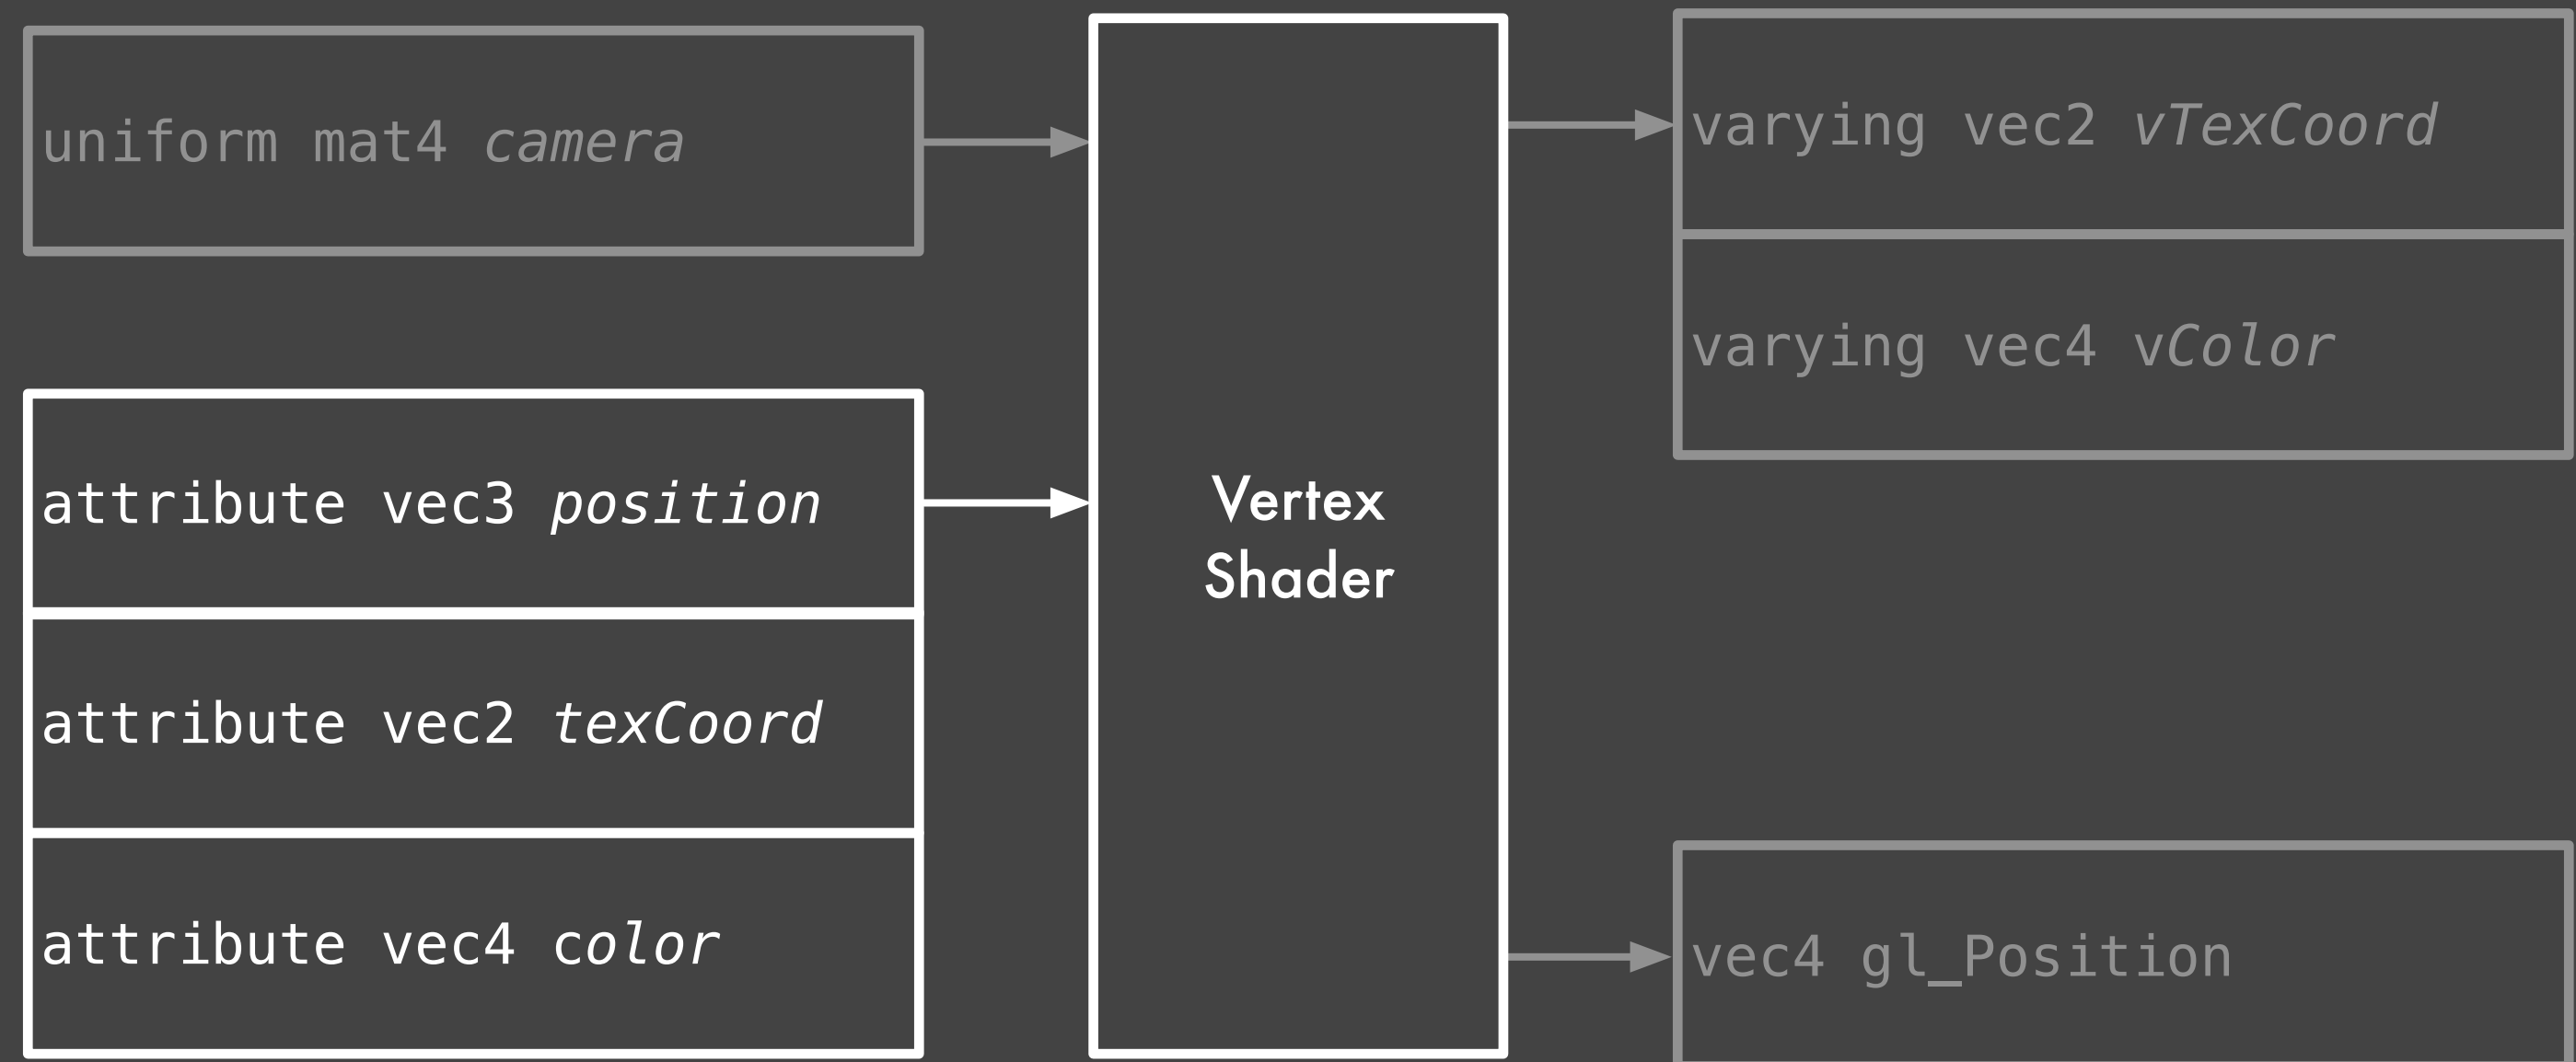 uniform mat4 camera
attribute vec3 position
attribute vec2 texCoord
attribute vec4 color
Vertex
Shader
varying vec2 vTexCoord
varying vec4 vColor
vec4 gl_Position